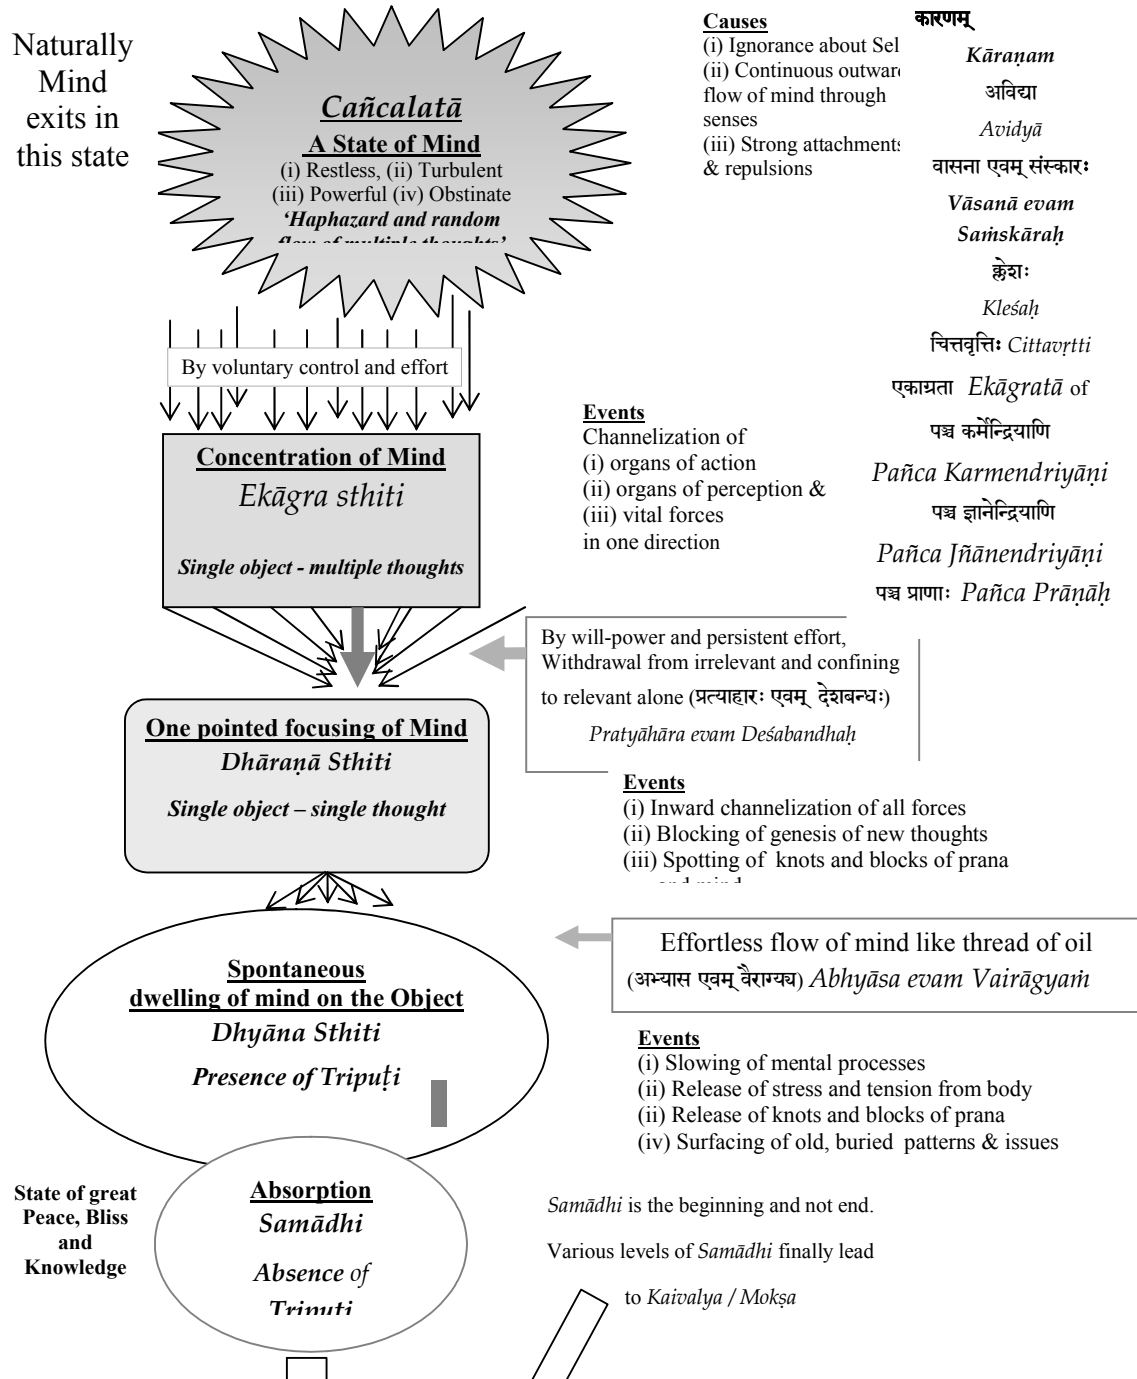 Naturally
Mind
exits in
this state
Cañcalatā
A State of Mind
(i) Restless, (ii) Turbulent
(iii) Powerful (iv) Obstinate
‘Haphazard and random
flow of multiple thoughts’
Causes
(i) Ignorance about Sel
(ii) Continuous outward
flow of mind through
senses
(iii) Strong attachments
& repulsions
कारणम्
Kāraṇam
अविद्या
Avidyā
वासना एवम् संस्कारः
Vāsanā evam
Saṁskāraḥ
क्लेशः
Kleśaḥ
चित्तवृत्तिः Cittavṛtti
एकाग्रता Ekāgratā of
पञ्च कर्मेन्द्रियाणि
Pañca Karmendriyāṇi
पञ्च ज्ञानेन्द्रियाणि
Pañca Jñānendriyāṇi
पञ्च प्राणाः Pañca Prāṇāḥ
By voluntary control and effort
Concentration of Mind
Ekāgra sthiti
Single object - multiple thoughts
Events
Channelization of
(i) organs of action
(ii) organs of perception &
(iii) vital forces
in one direction
By will-power and persistent effort,
Withdrawal from irrelevant and confining
to relevant alone (प्रत्याहारः एवम् देशबन्धः)
Pratyāhāra evam Deśabandhaḥ
One pointed focusing of Mind
Dhāraṇā Sthiti
Single object – single thought
Events
(i) Inward channelization of all forces
(ii) Blocking of genesis of new thoughts
(iii) Spotting of knots and blocks of prana
and mind
Effortless flow of mind like thread of oil
(अभ्यास एवम् वैराग्य्य) Abhyāsa evam Vairāgyaṁ
Spontaneous
dwelling of mind on the Object
Dhyāna Sthiti
Presence of Tripuṭi
Events
(i) Slowing of mental processes
(ii) Release of stress and tension from body
(ii) Release of knots and blocks of prana
(iv) Surfacing of old, buried patterns & issues
State of great
Peace, Bliss
and
Knowledge
Absorption
Samādhi
Absence of
Triputi
Samādhi is the beginning and not end.
Various levels of Samādhi finally lead
to Kaivalya / Mokṣa